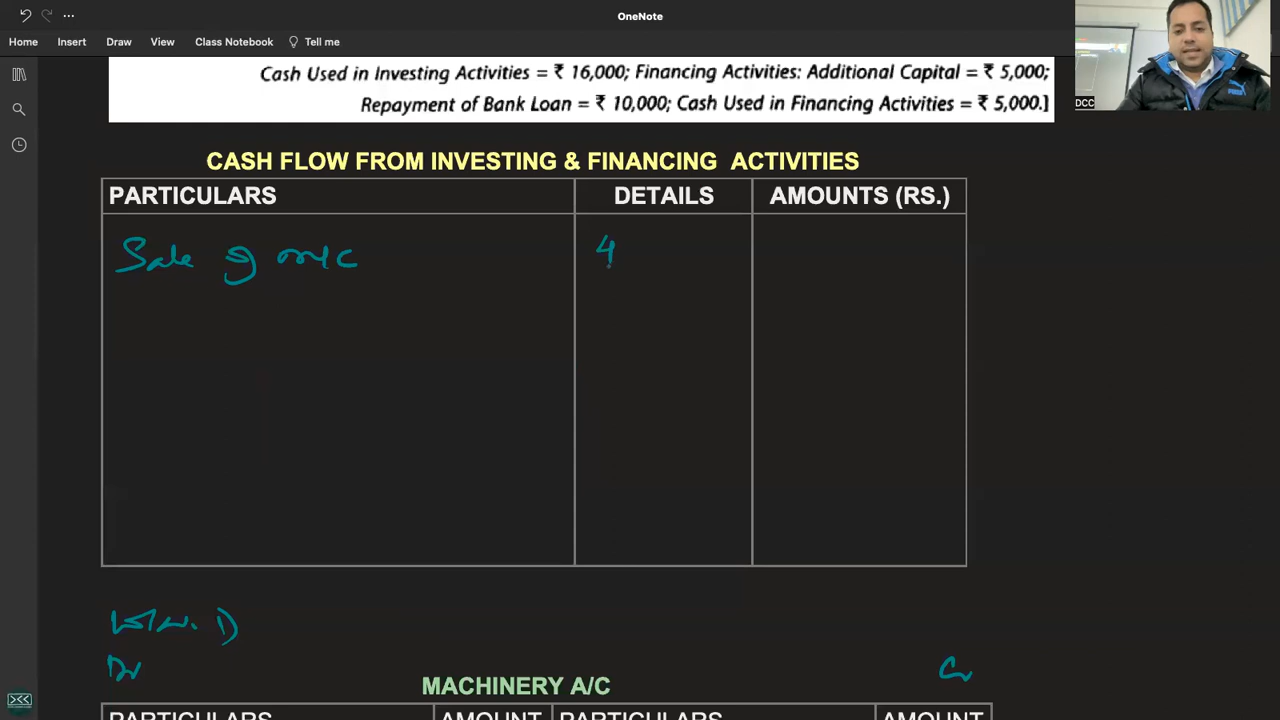 OneNote
Home Insert Draw View Class Notebook Tell me
Cash Used in Investing Activities = ₹ 16,000; Financing Activities: Additional Capital = ₹ 5,000;
Repayment of Bank Loan = ₹ 10,000; Cash Used in Financing Activities = ₹ 5,000.]
DCC
CASH FLOW FROM INVESTING & FINANCING ACTIVITIES
PARTICULARS DETAILS AMOUNTS (RS.)
Sale of m/c 4
W.N. 1)
Dr Cr
MACHINERY A/C
PARTICULARS AMOUNT PARTICULARS AMOUNT